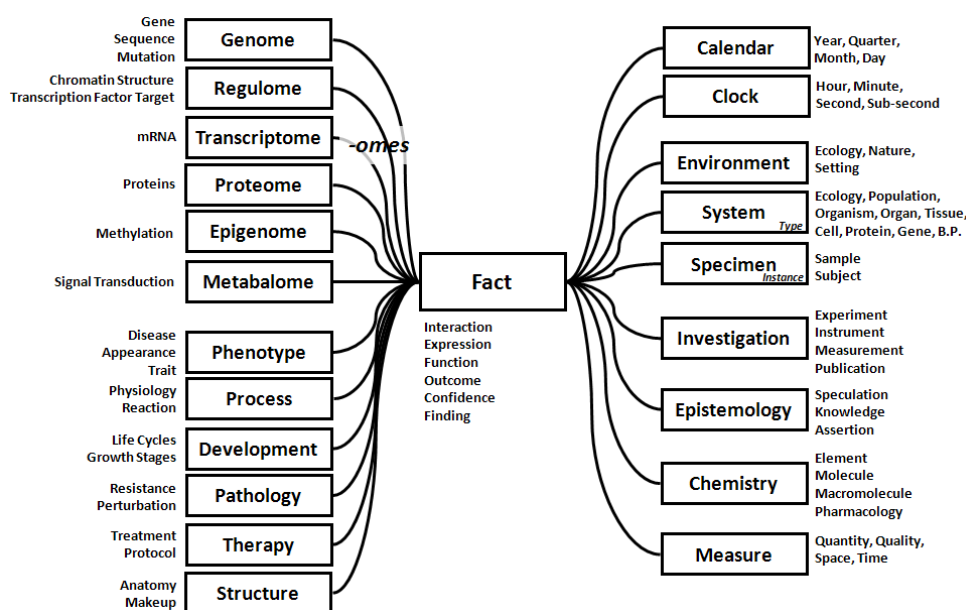 Gene
Sequence
Mutation
Genome
Chromatin Structure
Transcription Factor Target
Regulome
mRNA
Transcriptome
-omes
Proteins
Proteome
Methylation
Epigenome
Signal Transduction
Metabalome
Disease
Appearance
Trait
Phenotype
Physiology
Reaction
Process
Life Cycles
Growth Stages
Development
Resistance
Perturbation
Pathology
Treatment
Protocol
Therapy
Anatomy
Makeup
Structure
Fact
Interaction
Expression
Function
Outcome
Confidence
Finding
Calendar
Year, Quarter,
Month, Day
Clock
Hour, Minute,
Second, Sub-second
Environment
Ecology, Nature,
Setting
System
Type
Ecology, Population,
Organism, Organ, Tissue,
Cell, Protein, Gene, B.P.
Specimen
Instance
Sample
Subject
Investigation
Experiment
Instrument
Measurement
Publication
Epistemology
Speculation
Knowledge
Assertion
Chemistry
Element
Molecule
Macromolecule
Pharmacology
Measure
Quantity, Quality,
Space, Time